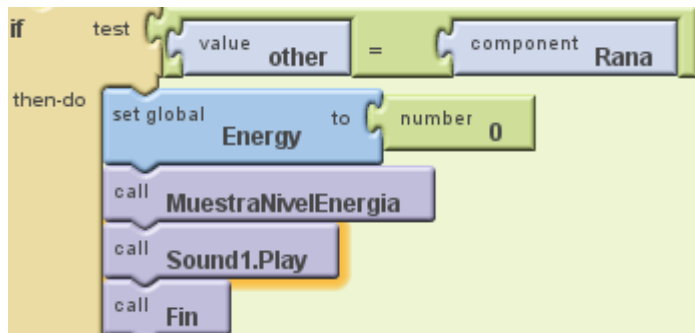 if test value other = component Rana
then-do set global Energy to number 0
call MuestraNivelEnergia
call Sound1.Play
call Fin